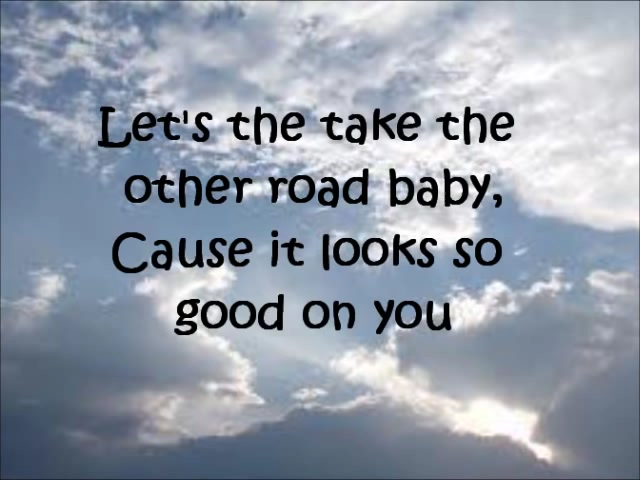 Let's the take the
other road baby,
Cause it looks so
good on you